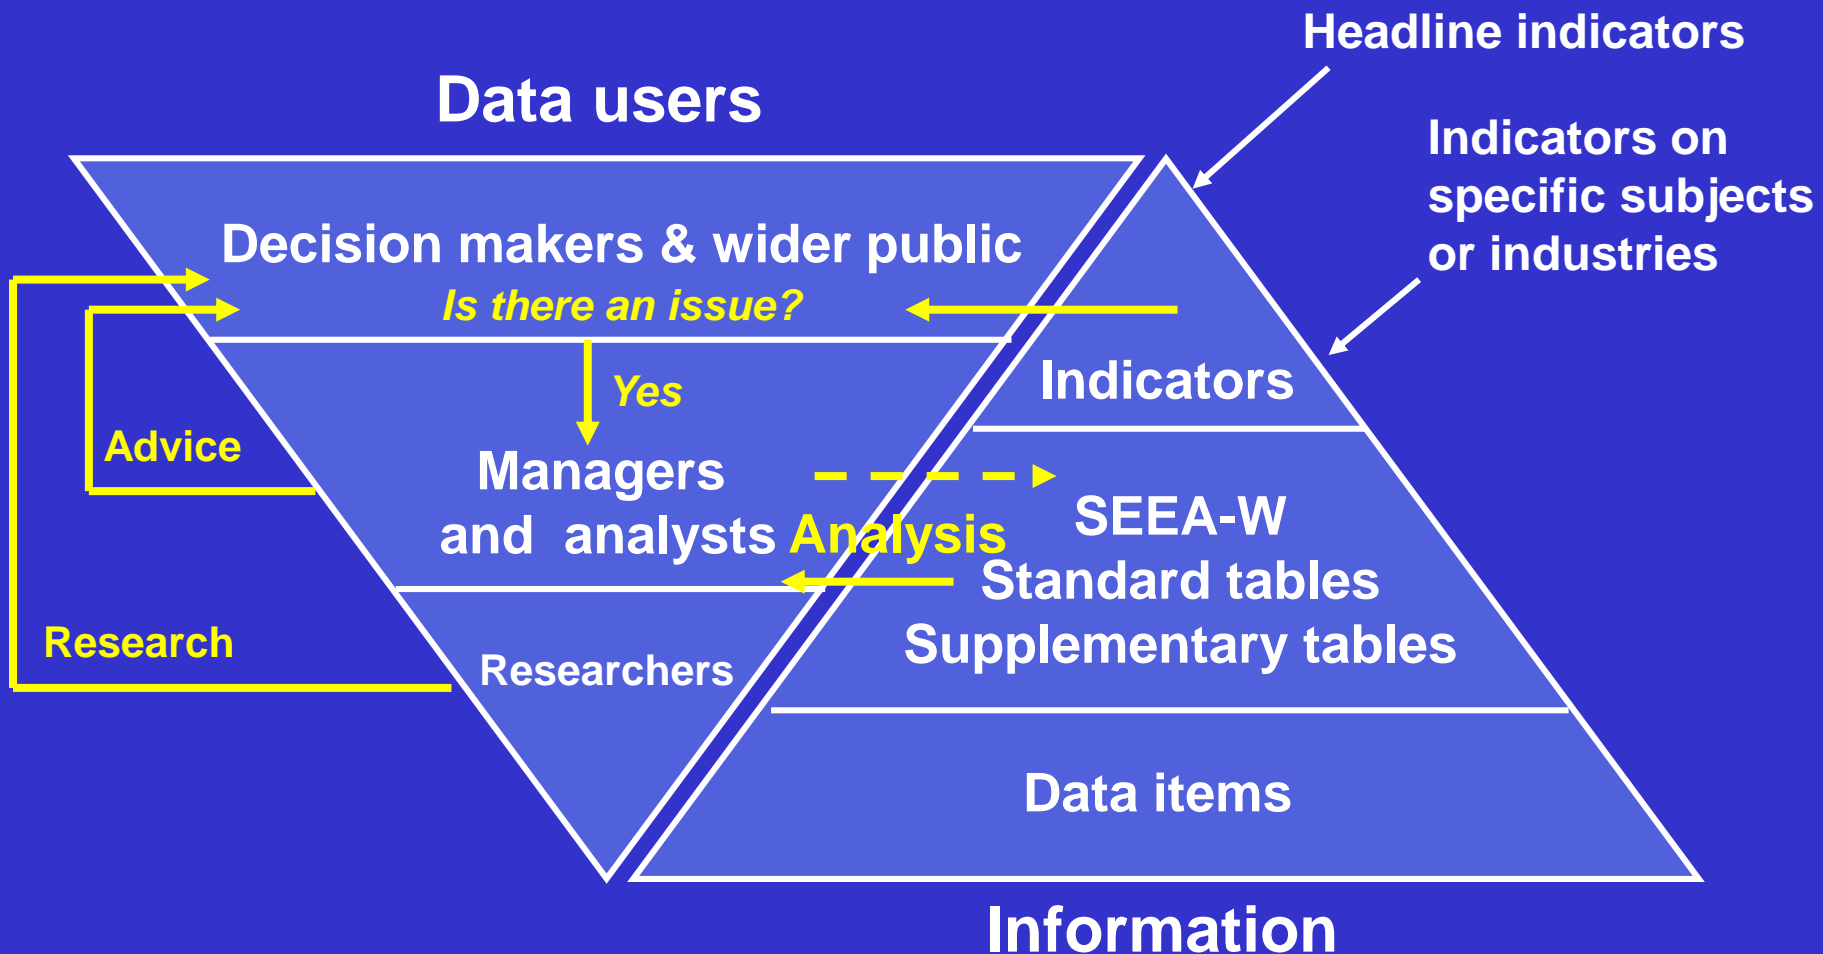 Headline indicators
Data users
Indicators on
specific subjects
or industries
Decision makers & wider public
Is there an issue?
Yes
Indicators
Advice
Managers
and analysts
Analysis
SEEA-W
Standard tables
Supplementary tables
Research
Researchers
Data items
Information